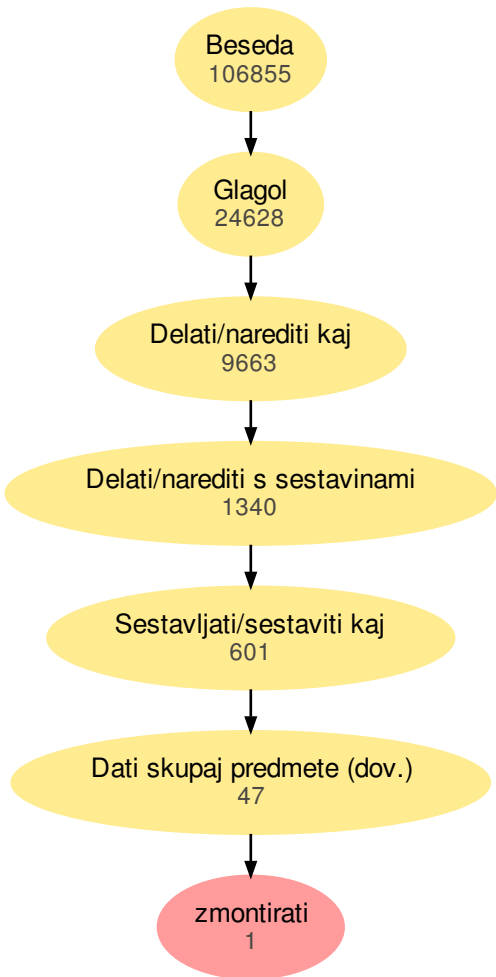 Beseda
106855
Glagol
24628
Delati/narediti kaj
9663
Delati/narediti s sestavinami
1340
Sestavljati/sestaviti kaj
601
Dati skupaj predmete (dov.)
47
zmontirati
1